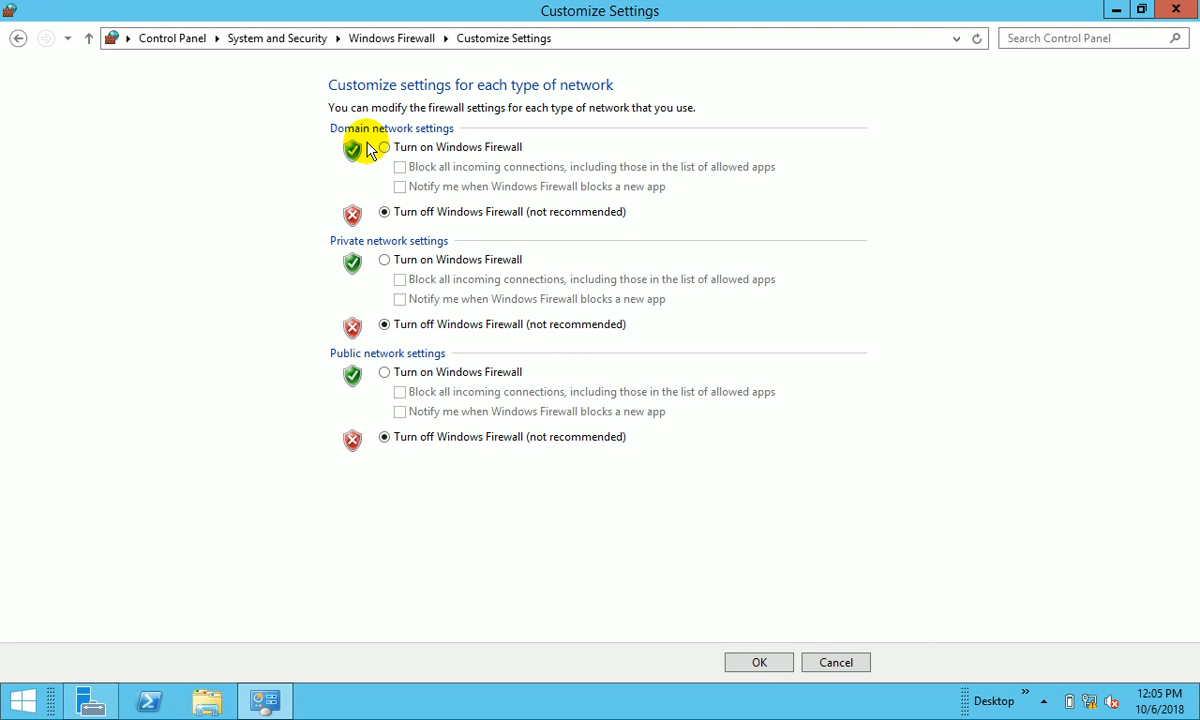 Customize Settings
Control Panel System and Security Windows Firewall Customize Settings
Search Control Panel
Customize settings for each type of network
You can modify the firewall settings for each type of network that you use.
Domain network settings
Turn on Windows Firewall
Block all incoming connections, including those in the list of allowed apps
Notify me when Windows Firewall blocks a new app
Turn off Windows Firewall (not recommended)
Private network settings
Turn on Windows Firewall
Block all incoming connections, including those in the list of allowed apps
Notify me when Windows Firewall blocks a new app
Turn off Windows Firewall (not recommended)
Public network settings
Turn on Windows Firewall
Block all incoming connections, including those in the list of allowed apps
Notify me when Windows Firewall blocks a new app
Turn off Windows Firewall (not recommended)
OK Cancel
Desktop
12:05 PM
10/6/2018